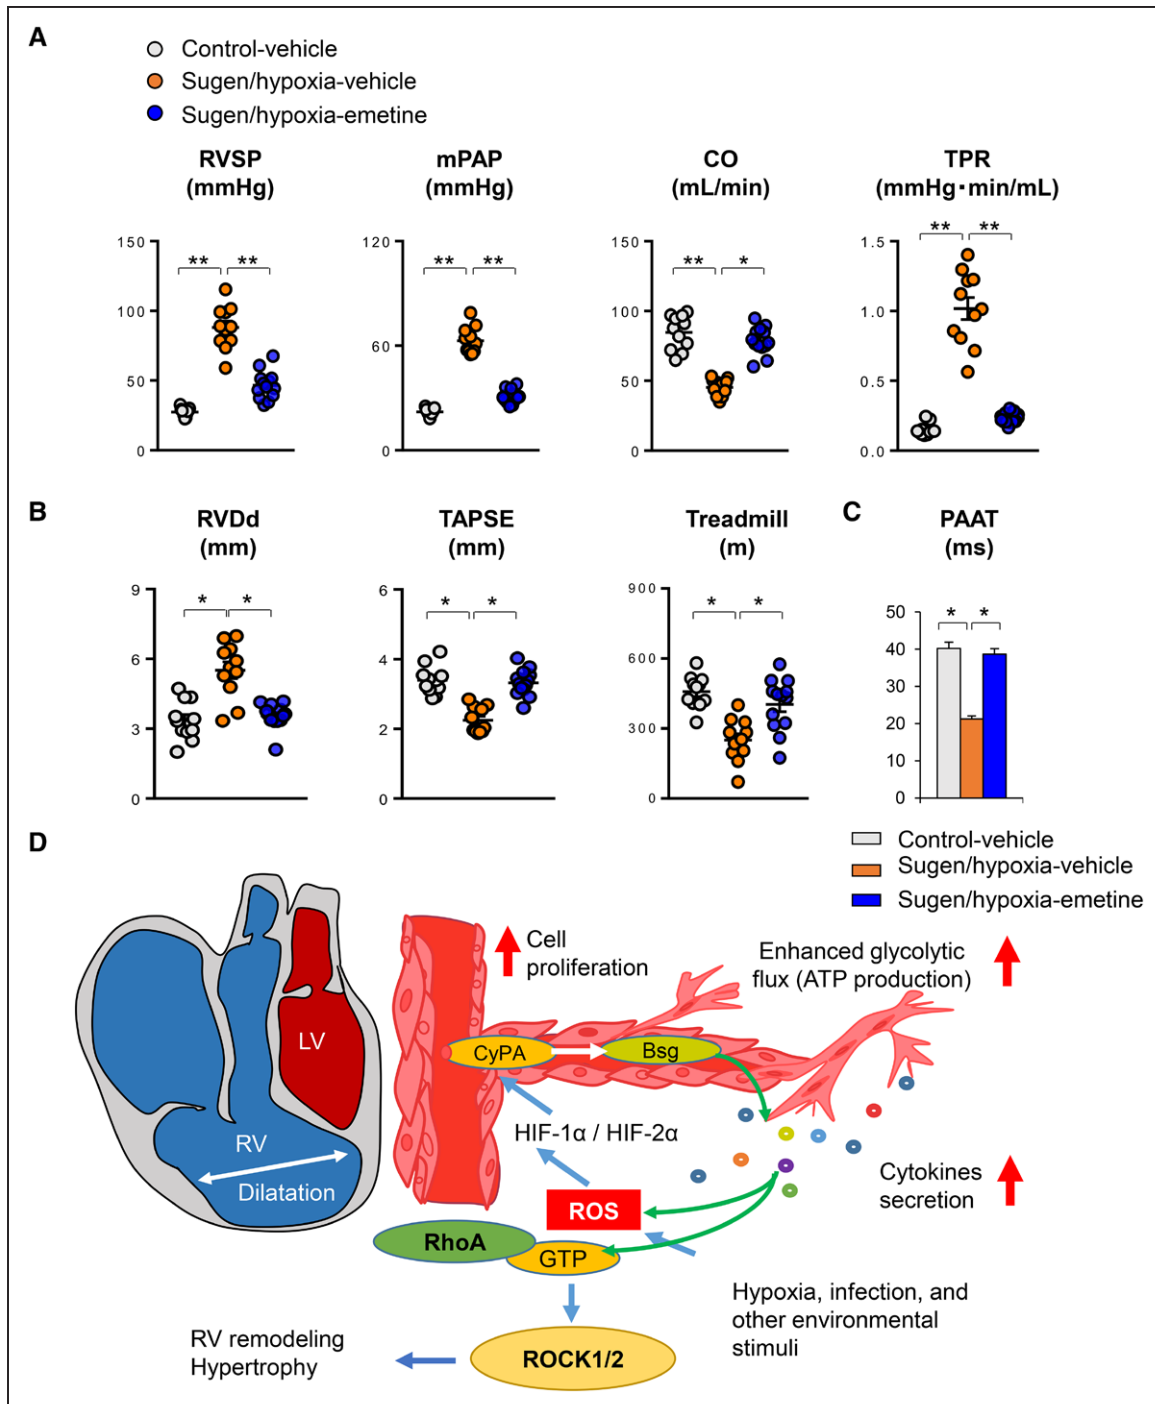 A
Control-vehicle
Sugen/hypoxia-vehicle
Sugen/hypoxia-emetine
RVSP
(mmHg)
150
100
50
0
**
**
mPAP
(mmHg)
120
60
0
**
**
CO
(mL/min)
150
100
50
0
**
*
TPR
(mmHg·min/mL)
1.5
1.0
0.5
0.0
**
**
B
RVDd
(mm)
9
6
3
0
*
*
TAPSE
(mm)
6
4
2
0
*
*
Treadmill
(m)
900
600
300
0
*
*
C
PAAT
(ms)
50
40
30
20
10
0
*
*
Control-vehicle
Sugen/hypoxia-vehicle
Sugen/hypoxia-emetine
D
LV
RV
Dilatation
Cell
proliferation
Enhanced glycolytic
flux (ATP production)
CyPA
Bsg
HIF-1α / HIF-2α
Cytokines
secretion
ROS
RhoA
GTP
Hypoxia, infection, and
other environmental
stimuli
RV remodeling
Hypertrophy
ROCK1/2